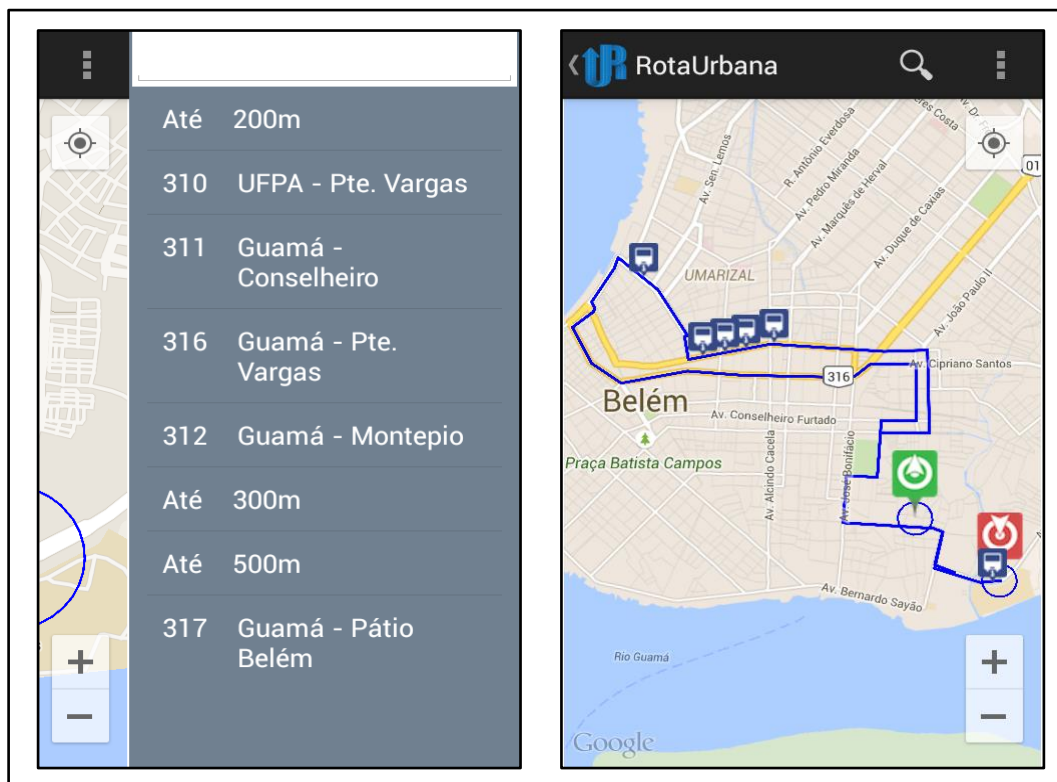 Até 200m
310 UFPA - Pte. Vargas
311 Guamá -
Conselheiro
316 Guamá - Pte.
Vargas
312 Guamá - Montepio
Até 300m
Até 500m
317 Guamá - Pátio
Belém
RotaUrbana
Av. Sen. Lemos
R. Antônio Everdosa
Av. Pedro Miranda
Av. Marquês de Herval
Av. Duque de Caxias
Av. João Paulo II
01
UMARIZAL
316
Av. Cipriano Santos
Belém
Av. Conselheiro Furtado
Praça Batista Campos
Av. Alcindo Cacela
Av. José Bonifácio
Av. Bernardo Sayão
Rio Guamá
Google